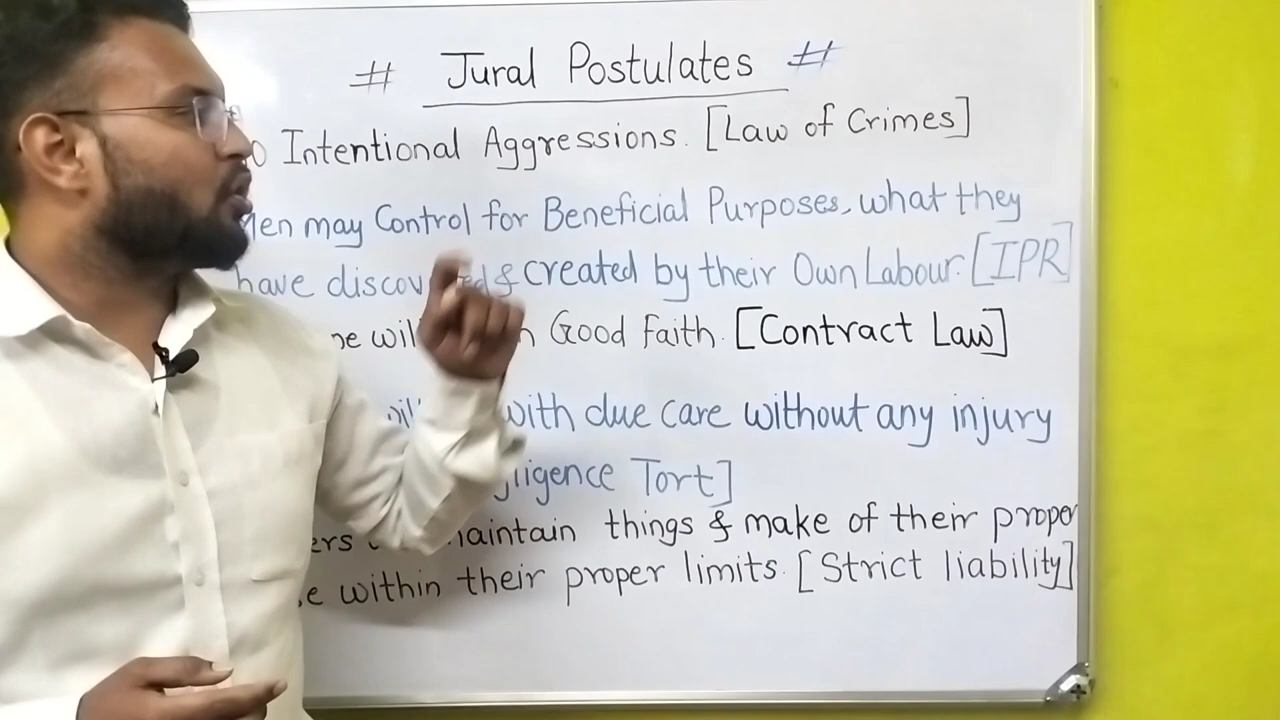 # Jural Postulates #
Intentional Aggressions. [Law of Crimes]
Men may Control for Beneficial Purposes, what they
have discovered & created by their Own Labour. [IPR]
Good faith. [Contract Law]
with due care without any injury
Tort]
things & make of their proper
within their proper limits. [Strict liability]